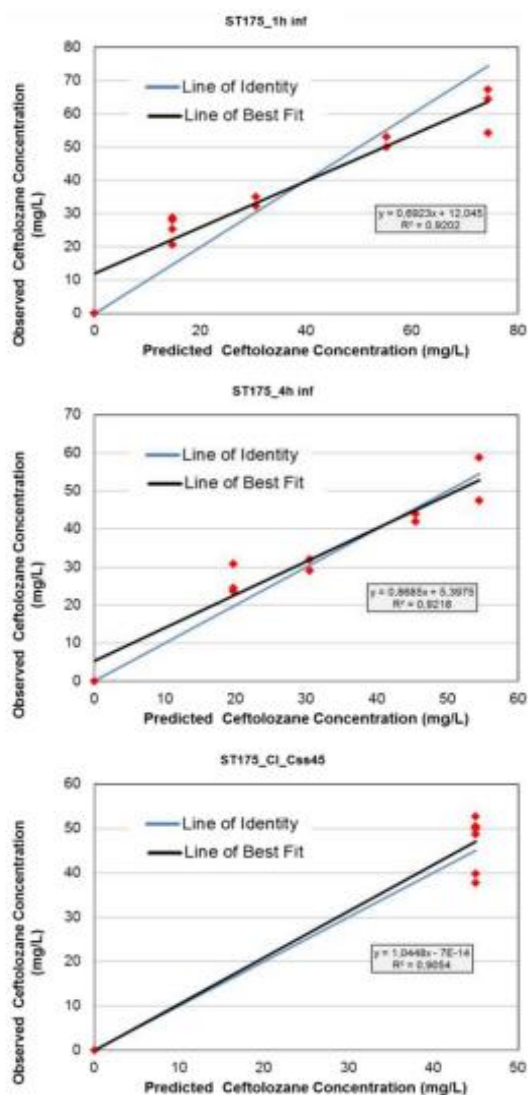 ST175_1h inf
Observed Ceftolozane Concentration
(mg/L)
80
70
60
50
40
30
20
10
0
Line of Identity
Line of Best Fit
y = 0,6923x + 12,045
R² = 0,9202
0 20 40 60 80
Predicted Ceftolozane Concentration (mg/L)
ST175_4h inf
Observed Ceftolozane Concentration
(mg/L)
70
60
50
40
30
20
10
0
Line of Identity
Line of Best Fit
y = 0,8685x + 5,3975
R² = 0,9218
0 10 20 30 40 50 60
Predicted Ceftolozane Concentration (mg/L)
ST175_CI_Css45
Observed Ceftolozane Concentration
(mg/L)
60
50
40
30
20
10
0
Line of Identity
Line of Best Fit
y = 1,0448x - 7E-14
R² = 0,9054
0 10 20 30 40 50
Predicted Ceftolozane Concentration (mg/L)